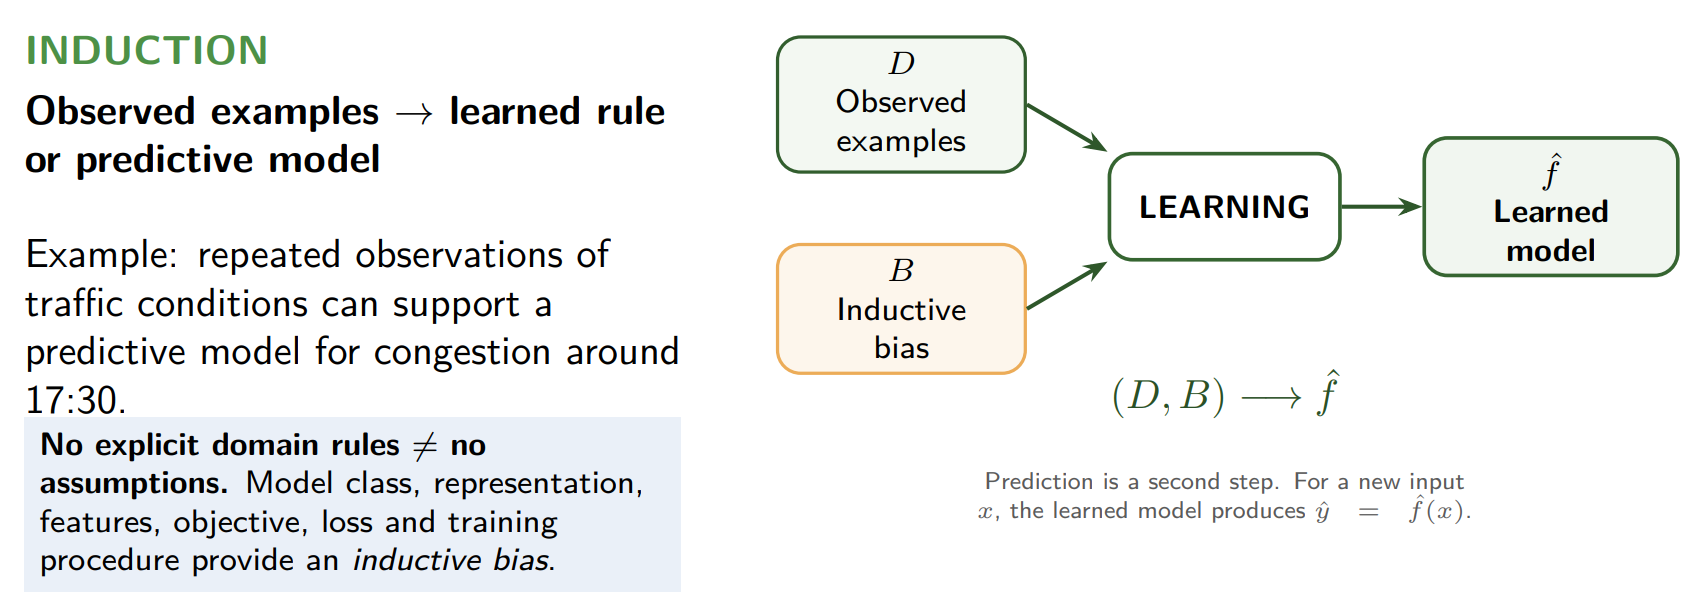 INDUCTION
Observed examples → learned rule
or predictive model
Example: repeated observations of
traffic conditions can support a
predictive model for congestion around
17:30.
No explicit domain rules ≠ no
assumptions. Model class, representation,
features, objective, loss and training
procedure provide an inductive bias.
D
Observed
examples
B
Inductive
bias
LEARNING
f̂
Learned
model
(D, B) ⟶ f̂
Prediction is a second step. For a new input
x, the learned model produces ŷ = f̂(x).